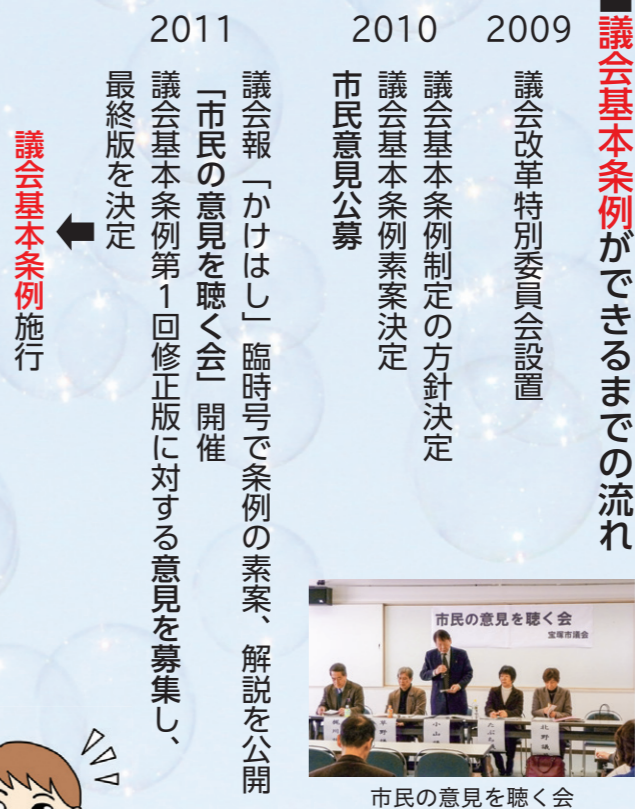 ■議会基本条例ができるまでの流れ
2009
議会改革特別委員会設置
2010
議会基本条例制定の方針決定
議会基本条例素案決定
市民意見公募
2011
議会報「かけはし」臨時号で条例の素案、解説を公開
「市民の意見を聴く会」開催
議会基本条例第1回修正版に対する意見を募集し、
最終版を決定
議会基本条例施行
市民の意見を聴く会
宝塚市議会
市民の意見を聴く会